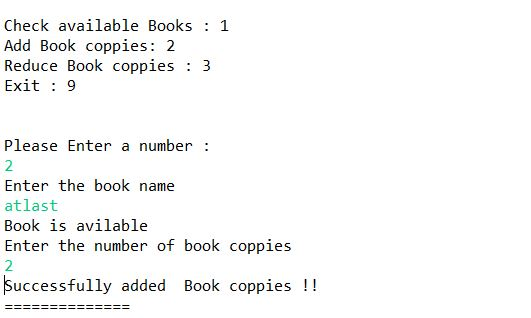 Check available Books : 1
Add Book coppies: 2
Reduce Book coppies : 3
Exit : 9
Please Enter a number :
2
Enter the book name
atlast
Book is avilable
Enter the number of book coppies
2
Successfully added  Book coppies !!
==============